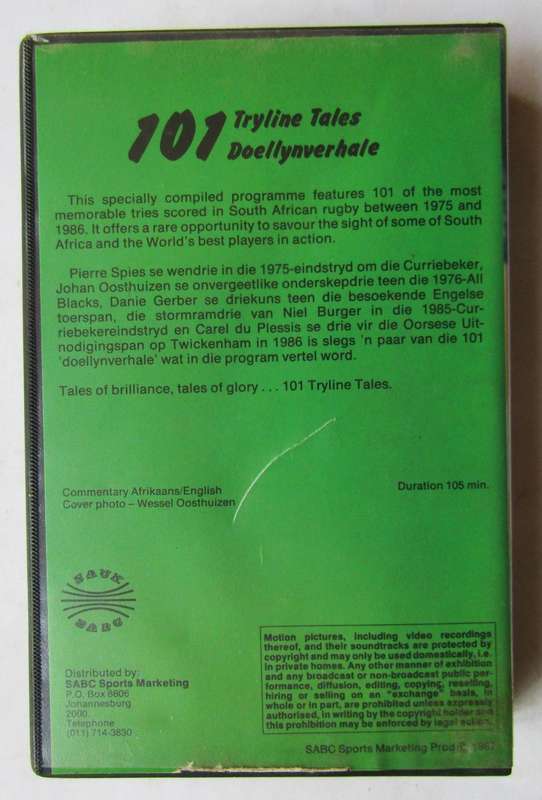 101 Tryline Tales
Doellynverhale
This specially compiled programme features 101 of the most
memorable tries scored in South African rugby between 1975 and
1986. It offers a rare opportunity to savour the sight of some of South
Africa and the World's best players in action.
Pierre Spies se wendrie in die 1975-eindstryd om die Curriebeker,
Johan Oosthuizen se onvergeetlike onderskepdrie teen die 1976-All
Blacks, Danie Gerber se driekuns teen die besoekende Engelse
toerspan, die stormramdrie van Niel Burger in die 1985-Cur-
riebekereindstryd en Carel du Plessis se drie vir die Oorsese Uit-
nodigingspan op Twickenham in 1986 is slegs 'n paar van die 101
'doellynverhale' wat in die program vertel word.
Tales of brilliance, tales of glory . . . 101 Tryline Tales.
Commentary Afrikaans/English
Cover photo – Wessel Oosthuizen
Duration 105 min.
SAUK
SABC
Distributed by:
SABC Sports Marketing
P.O. Box 8606
Johannesburg
2000.
Telephone
(011) 714-3830
Motion pictures, including video recordings
thereof, and their soundtracks are protected by
copyright and may only be used domestically, i.e.
in private homes. Any other manner of exhibition
and any broadcast or non-broadcast public per-
formance, diffusion, editing, copying, reselling,
hiring or selling on an "exchange" basis, in
whole or in part, are prohibited unless expressly
authorised, in writing by the copyright holder and
this prohibition may be enforced by legal action.
SABC Sports Marketing Prod © 1987